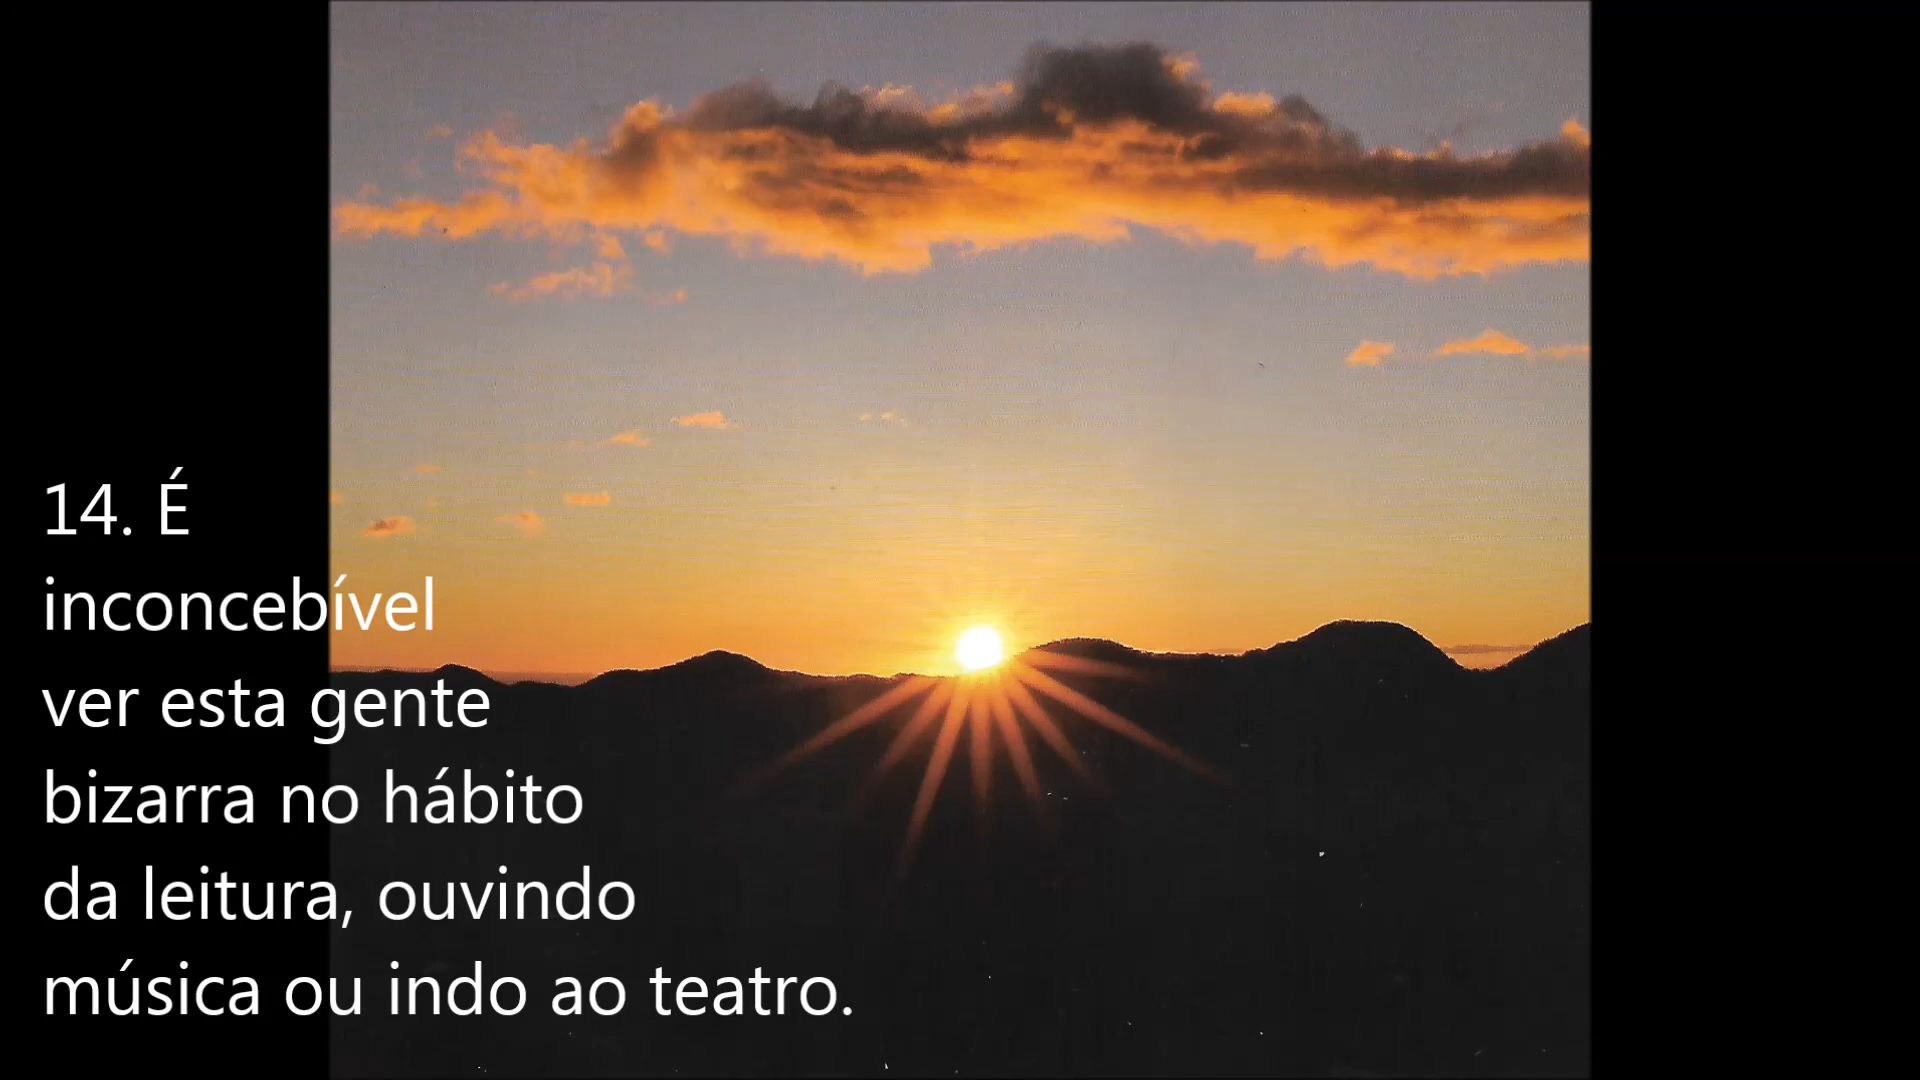 14. É
inconcebível
ver esta gente
bizarra no hábito
da leitura, ouvindo
música ou indo ao teatro.